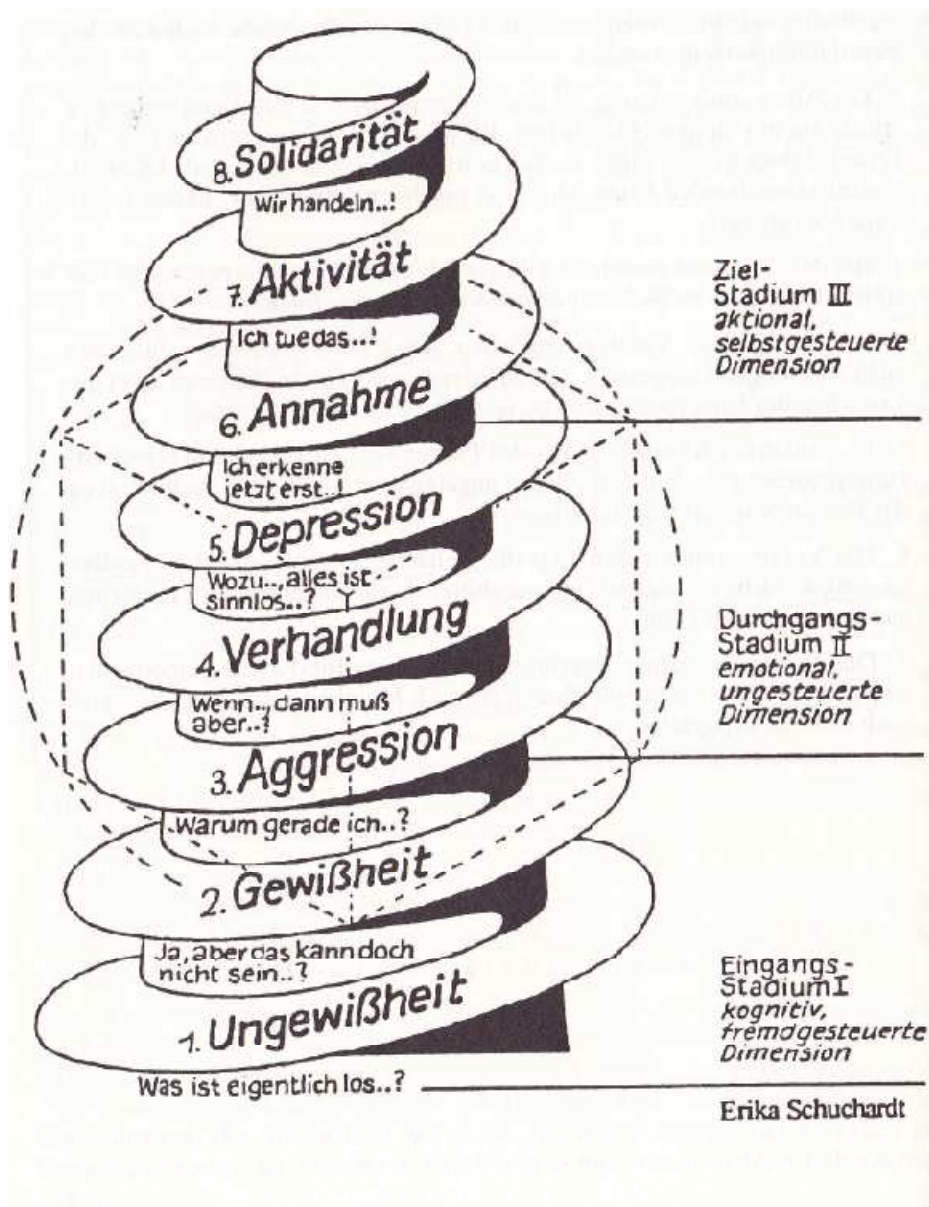 8. Solidarität
Wir handeln..!
7. Aktivität
Ich tue das..!
6. Annahme
Ich erkenne
jetzt erst..
5. Depression
Wozu.., alles ist
sinnlos..?
4. Verhandlung
Wenn.., dann muß
aber..?
3. Aggression
Warum gerade ich..?
2. Gewißheit
Ja, aber das kann doch
nicht sein..?
1. Ungewißheit
Was ist eigentlich los..?
Ziel-
Stadium III
aktional,
selbstgesteuerte
Dimension
Durchgangs-
Stadium II
emotional,
ungesteuerte
Dimension
Eingangs-
Stadium I
kognitiv,
fremdgesteuerte
Dimension
Erika Schuchardt